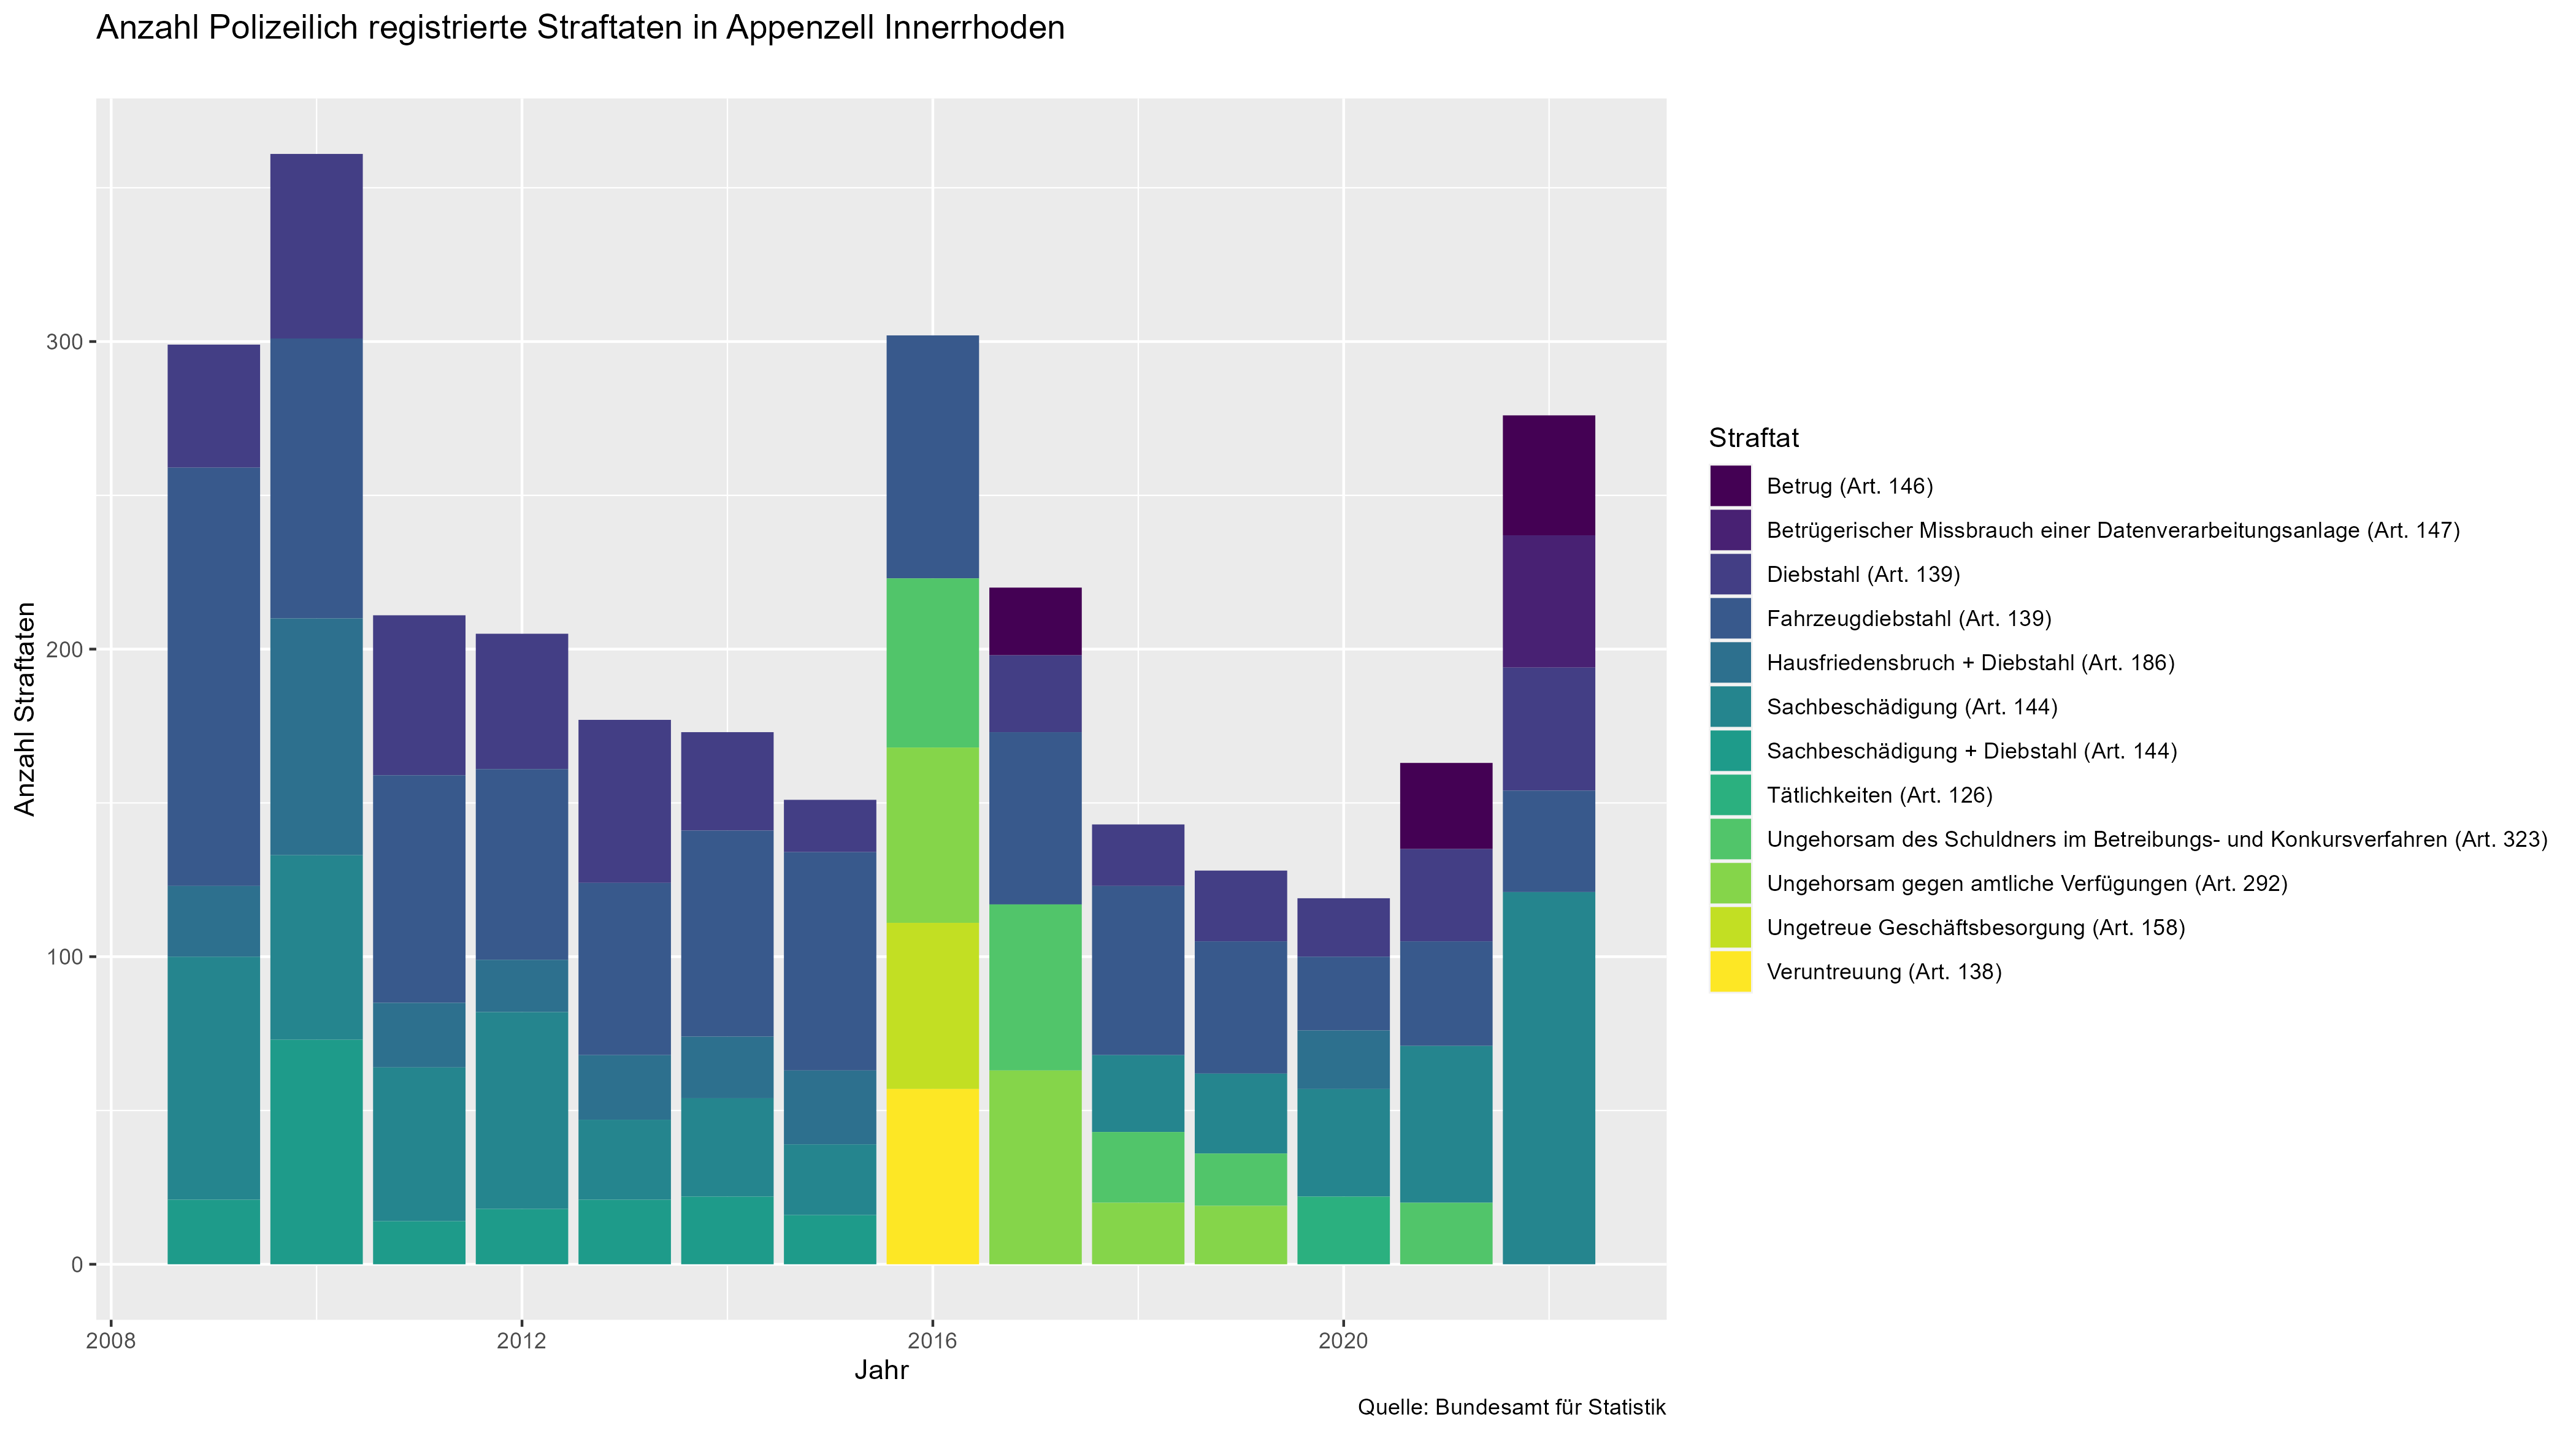 Anzahl Polizeilich registrierte Straftaten in Appenzell Innerrhoden
Anzahl Straftaten
300
200
100
0
2008
2012
2016
2020
Jahr
Quelle: Bundesamt für Statistik
Straftat
Betrug (Art. 146)
Betrügerischer Missbrauch einer Datenverarbeitungsanlage (Art. 147)
Diebstahl (Art. 139)
Fahrzeugdiebstahl (Art. 139)
Hausfriedensbruch + Diebstahl (Art. 186)
Sachbeschädigung (Art. 144)
Sachbeschädigung + Diebstahl (Art. 144)
Tätlichkeiten (Art. 126)
Ungehorsam des Schuldners im Betreibungs- und Konkursverfahren (Art. 323)
Ungehorsam gegen amtliche Verfügungen (Art. 292)
Ungetreue Geschäftsbesorgung (Art. 158)
Veruntreuung (Art. 138)